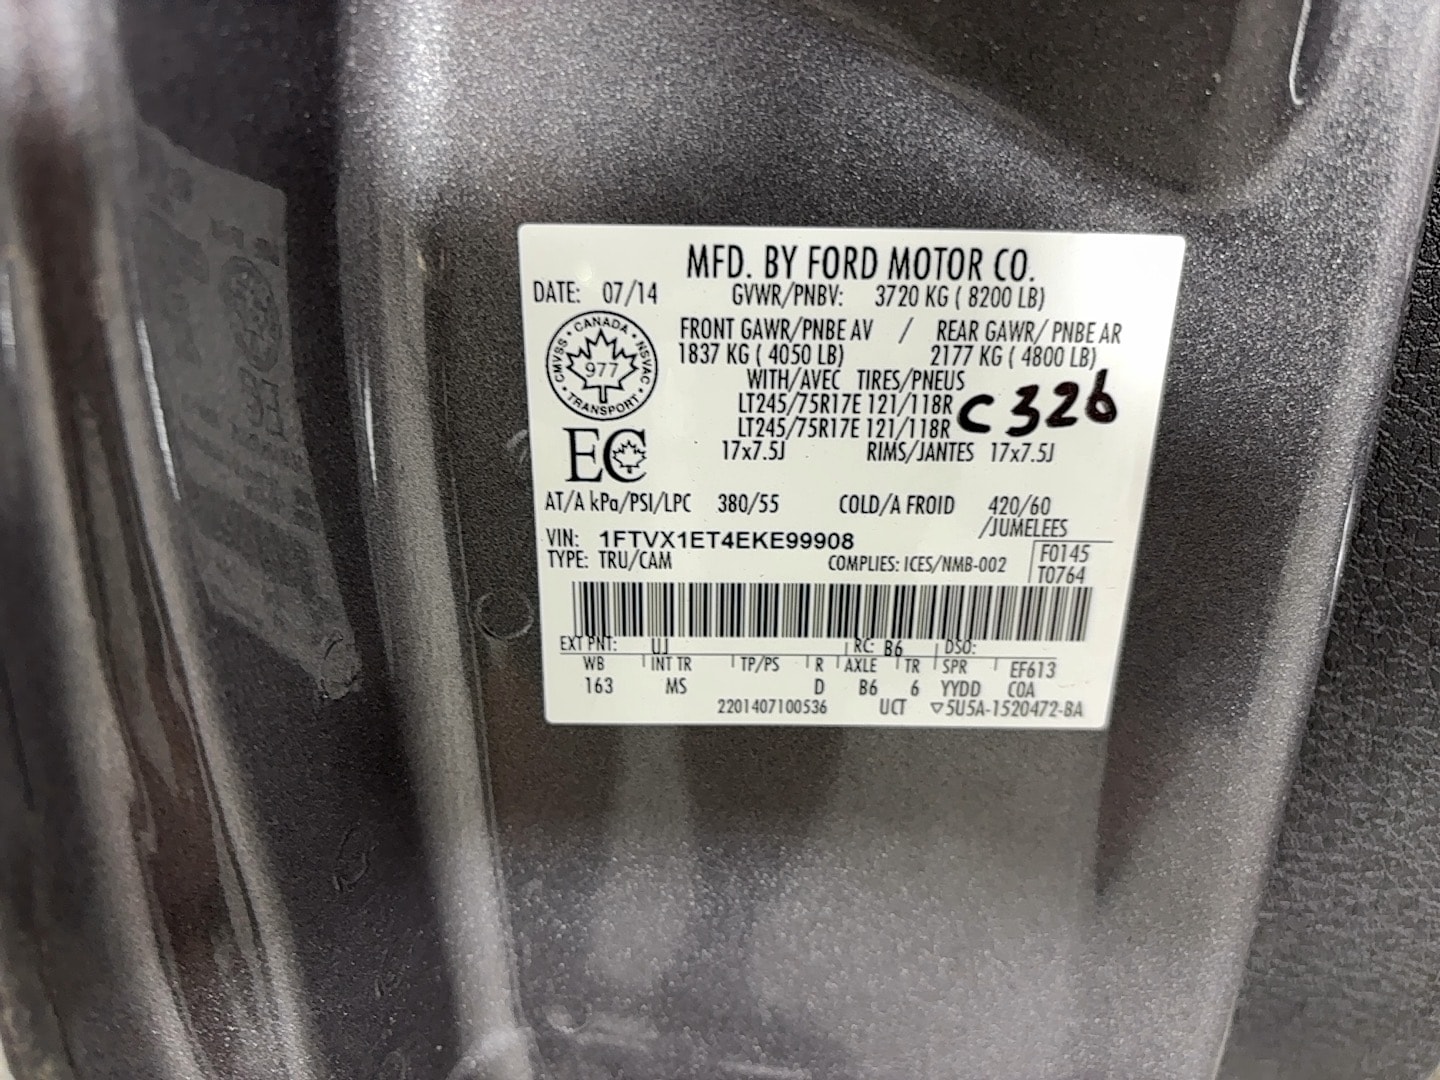 MFD. BY FORD MOTOR CO.
DATE: 07/14 GVWR/PNBV: 3720 KG ( 8200 LB)
FRONT GAWR/PNBE AV / REAR GAWR/ PNBE AR
1837 KG ( 4050 LB) 2177 KG ( 4800 LB)
WITH/AVEC TIRES/PNEUS
LT245/75R17E 121/118R
LT245/75R17E 121/118R
C 326
17x7.5J RIMS/JANTES 17x7.5J
CANADA
CMVSS • NSVAC
977
TRANSPORT
EC
AT/A kPa/PSI/LPC 380/55 COLD/A FROID 420/60
/JUMELEES
VIN: 1FTVX1ET4EKE99908
TYPE: TRU/CAM COMPLIES: ICES/NMB-002
F0145
T0764
EXT PNT: UJ RC: B6 DSO:
WB INT TR TP/PS R AXLE TR SPR EF613
163 MS D B6 6 YYDD COA
2201407100536 UCT ▽5U5A-1520472-BA